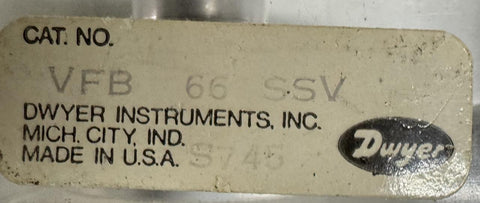 CAT. NO.
VFB 66 SSV
DWYER INSTRUMENTS, INC.
MICH. CITY, IND.
MADE IN U.S.A. S745
Dwyer